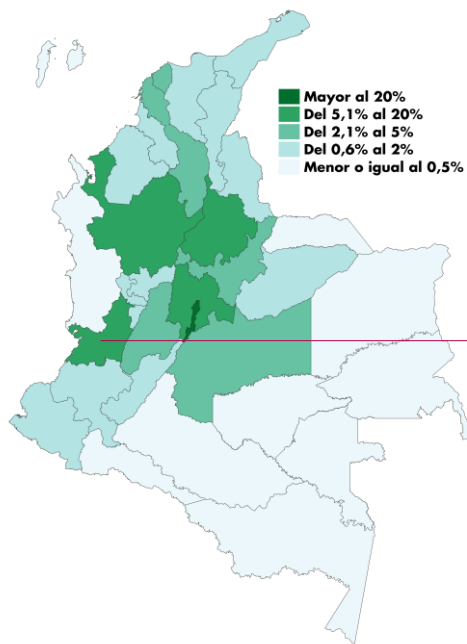 Mayor al 20%
Del 5,1% al 20%
Del 2,1% al 5%
Del 0,6% al 2%
Menor o igual al 0,5%